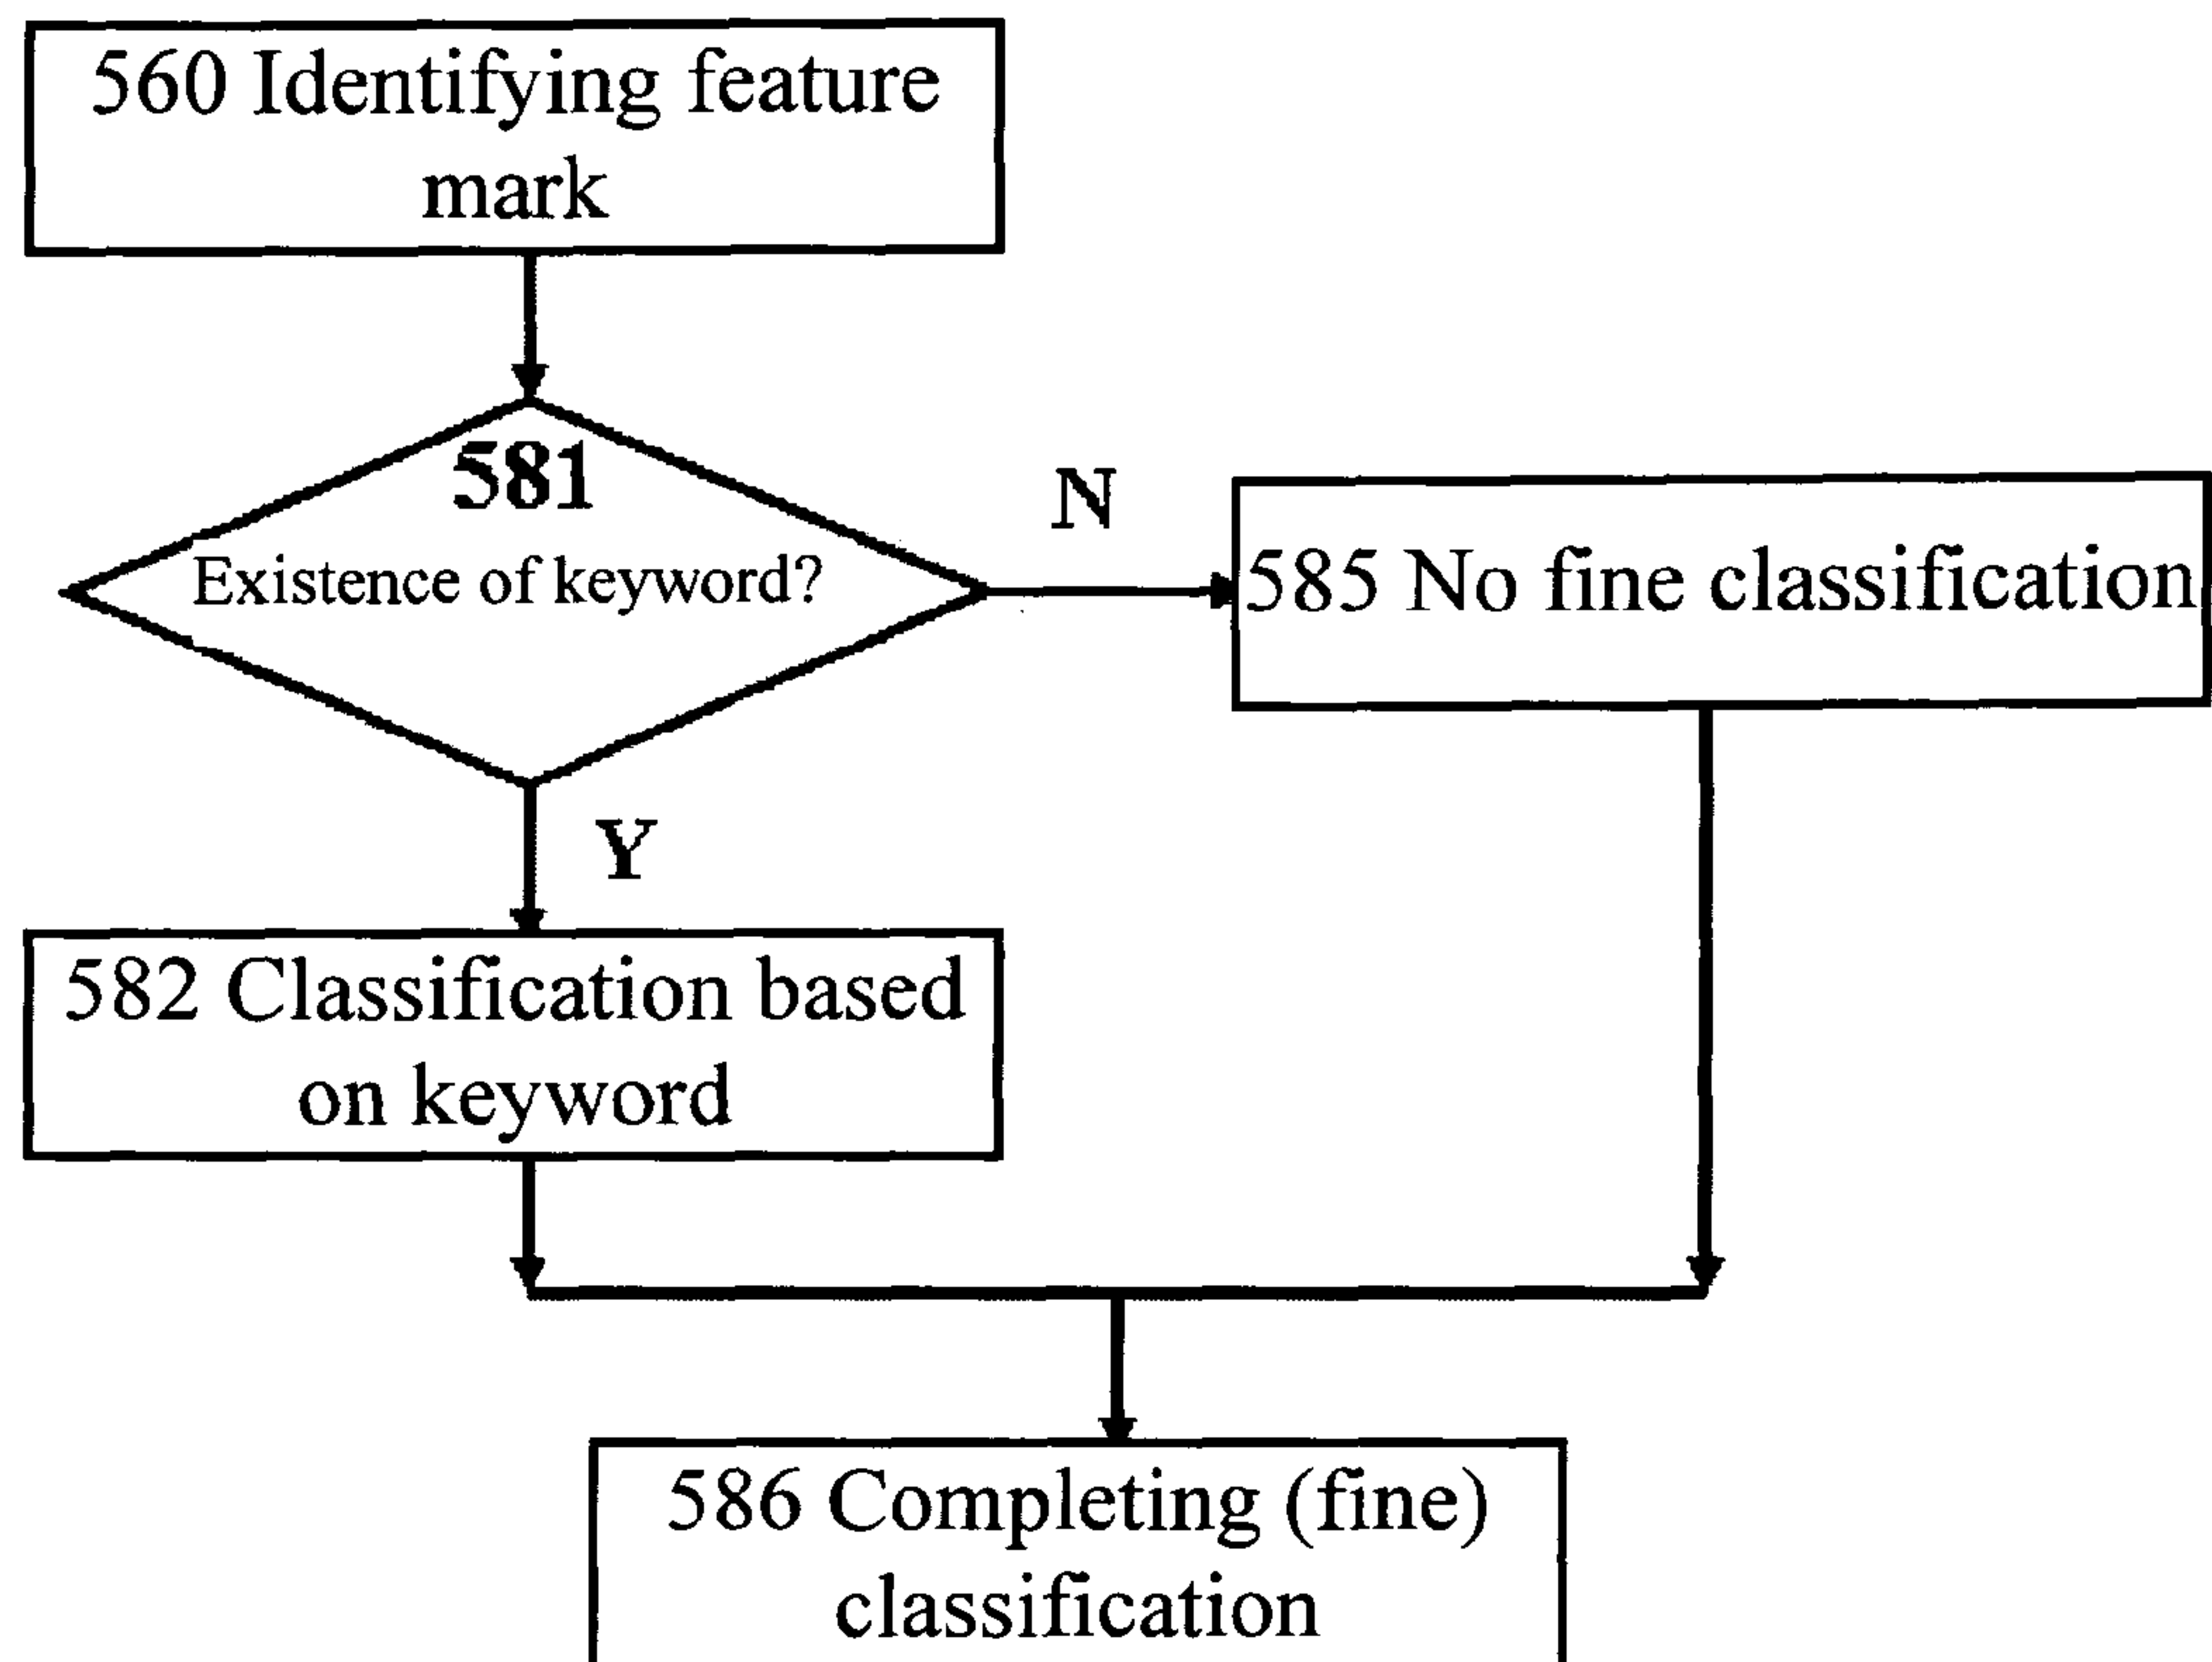 560 Identifying feature
mark
581
Existence of keyword?
N
585 No fine classification
Y
582 Classification based
on keyword
586 Completing (fine)
classification